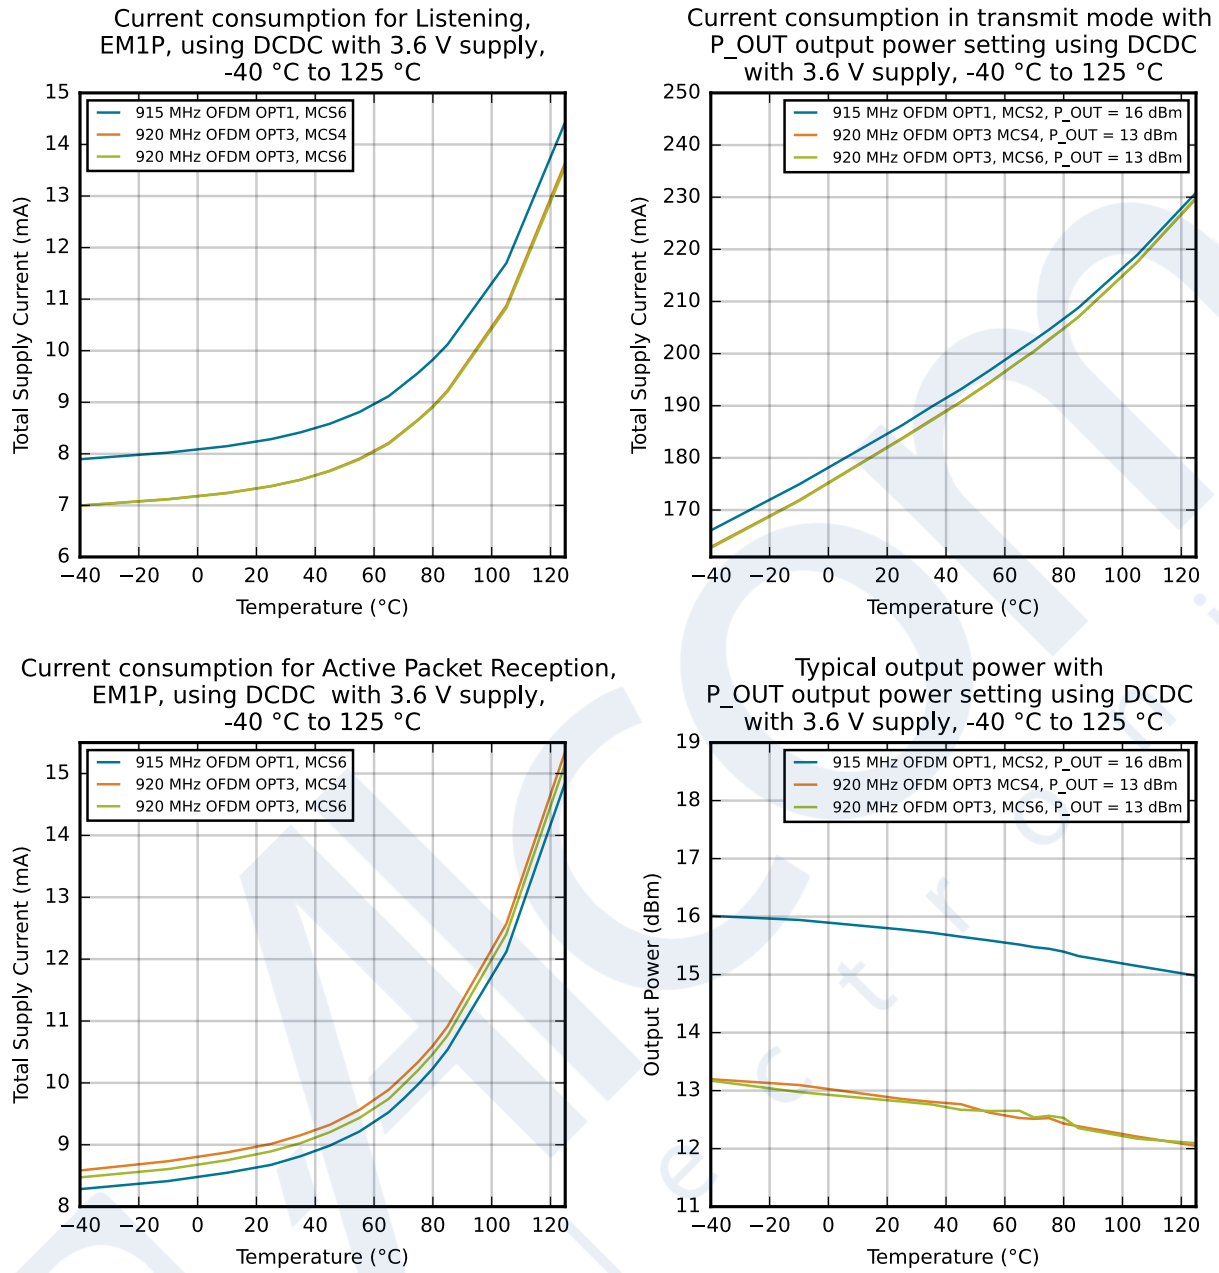 Current consumption for Listening,
EM1P, using DCDC with 3.6 V supply,
-40 °C to 125 °C
15
14
13
12
11
10
9
8
7
6
Total Supply Current (mA)
915 MHz OFDM OPT1, MCS6
920 MHz OFDM OPT3, MCS4
920 MHz OFDM OPT3, MCS6
−40 −20 0 20 40 60 80 100 120
Temperature (°C)
Current consumption in transmit mode with
P_OUT output power setting using DCDC
with 3.6 V supply, -40 °C to 125 °C
250
240
230
220
210
200
190
180
170
Total Supply Current (mA)
915 MHz OFDM OPT1, MCS2, P_OUT = 16 dBm
920 MHz OFDM OPT3 MCS4, P_OUT = 13 dBm
920 MHz OFDM OPT3, MCS6, P_OUT = 13 dBm
−40 −20 0 20 40 60 80 100 120
Temperature (°C)
Current consumption for Active Packet Reception,
EM1P, using DCDC  with 3.6 V supply,
-40 °C to 125 °C
15
14
13
12
11
10
9
8
Total Supply Current (mA)
915 MHz OFDM OPT1, MCS6
920 MHz OFDM OPT3, MCS4
920 MHz OFDM OPT3, MCS6
−40 −20 0 20 40 60 80 100 120
Temperature (°C)
Typical output power with
P_OUT output power setting using DCDC
with 3.6 V supply, -40 °C to 125 °C
19
18
17
16
15
14
13
12
11
Output Power (dBm)
915 MHz OFDM OPT1, MCS2, P_OUT = 16 dBm
920 MHz OFDM OPT3 MCS4, P_OUT = 13 dBm
920 MHz OFDM OPT3, MCS6, P_OUT = 13 dBm
−40 −20 0 20 40 60 80 100 120
Temperature (°C)